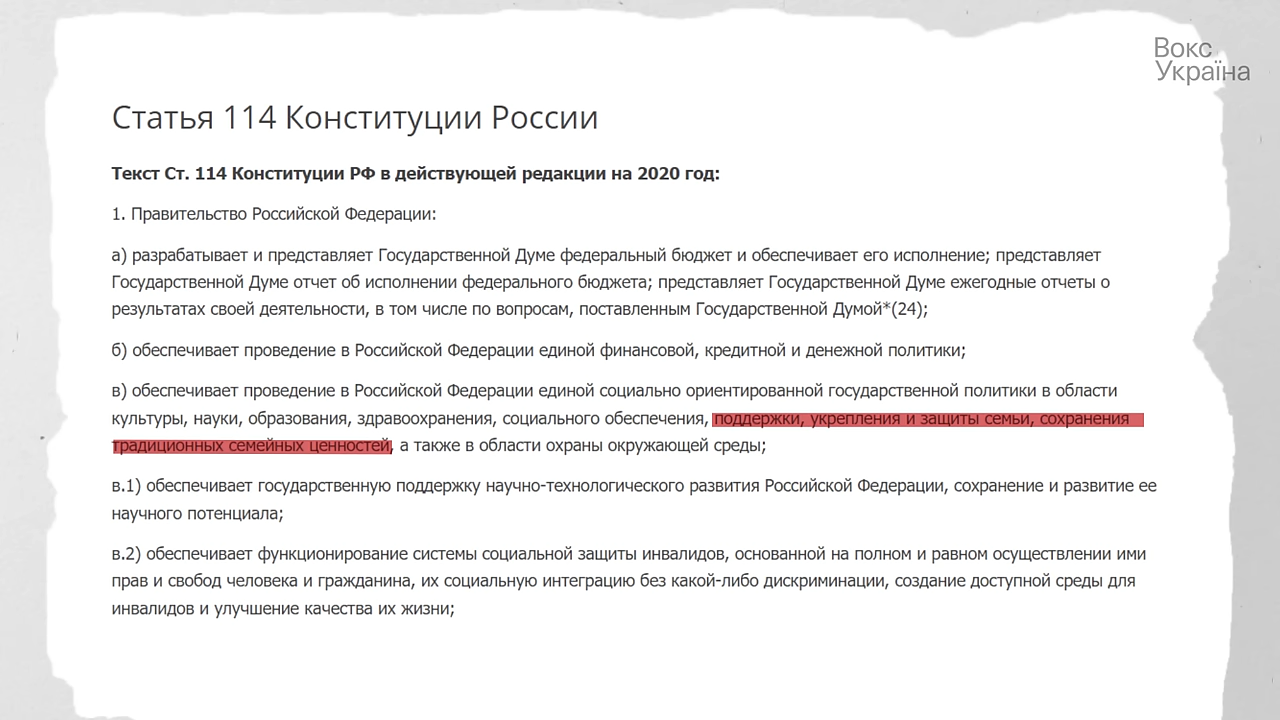 Вокс
Україна
Статья 114 Конституции России
Текст Ст. 114 Конституции РФ в действующей редакции на 2020 год:
1. Правительство Российской Федерации:
а) разрабатывает и представляет Государственной Думе федеральный бюджет и обеспечивает его исполнение; представляет
Государственной Думе отчет об исполнении федерального бюджета; представляет Государственной Думе ежегодные отчеты о
результатах своей деятельности, в том числе по вопросам, поставленным Государственной Думой*(24);
б) обеспечивает проведение в Российской Федерации единой финансовой, кредитной и денежной политики;
в) обеспечивает проведение в Российской Федерации единой социально ориентированной государственной политики в области
культуры, науки, образования, здравоохранения, социального обеспечения, поддержки, укрепления и защиты семьи, сохранения
традиционных семейных ценностей, а также в области охраны окружающей среды;
в.1) обеспечивает государственную поддержку научно-технологического развития Российской Федерации, сохранение и развитие ее
научного потенциала;
в.2) обеспечивает функционирование системы социальной защиты инвалидов, основанной на полном и равном осуществлении ими
прав и свобод человека и гражданина, их социальную интеграцию без какой-либо дискриминации, создание доступной среды для
инвалидов и улучшение качества их жизни;